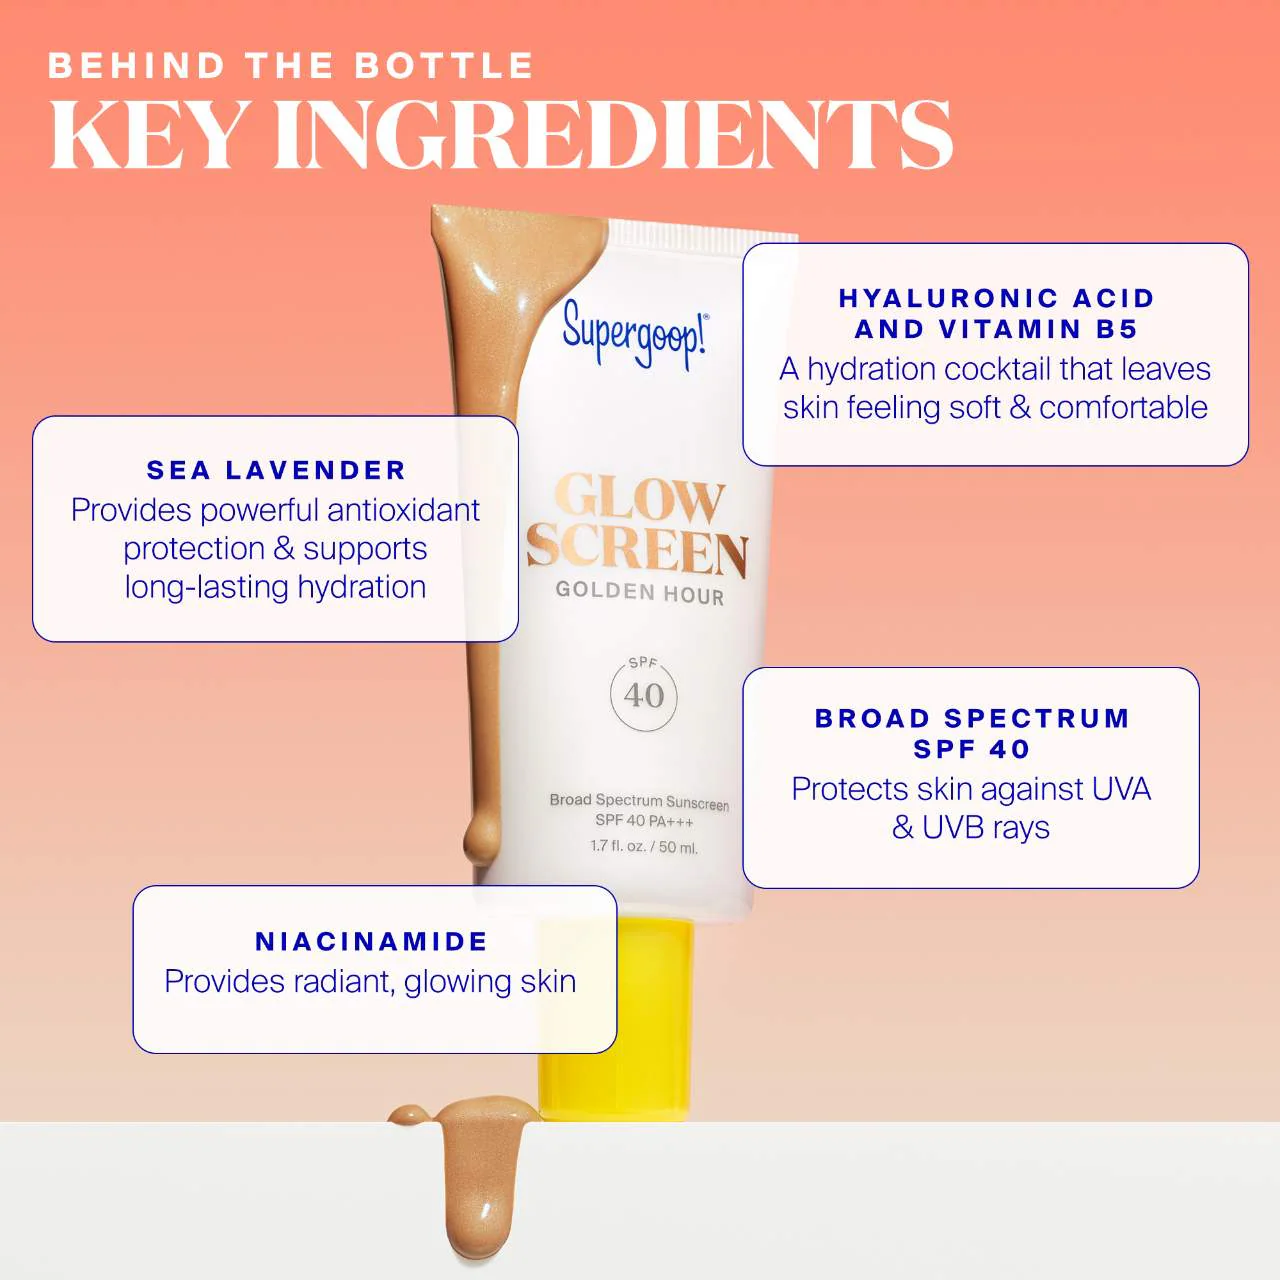 BEHIND THE BOTTLE
KEY INGREDIENTS
Supergoop!®
HYALURONIC ACID
AND VITAMIN B5
A hydration cocktail that leaves
skin feeling soft & comfortable
SEA LAVENDER
Provides powerful antioxidant
protection & supports
long-lasting hydration
GLOW
SCREEN
GOLDEN HOUR
SPF
40
BROAD SPECTRUM
SPF 40
Protects skin against UVA
& UVB rays
Broad Spectrum Sunscreen
SPF 40 PA+++
1.7 fl. oz. / 50 ml.
NIACINAMIDE
Provides radiant, glowing skin